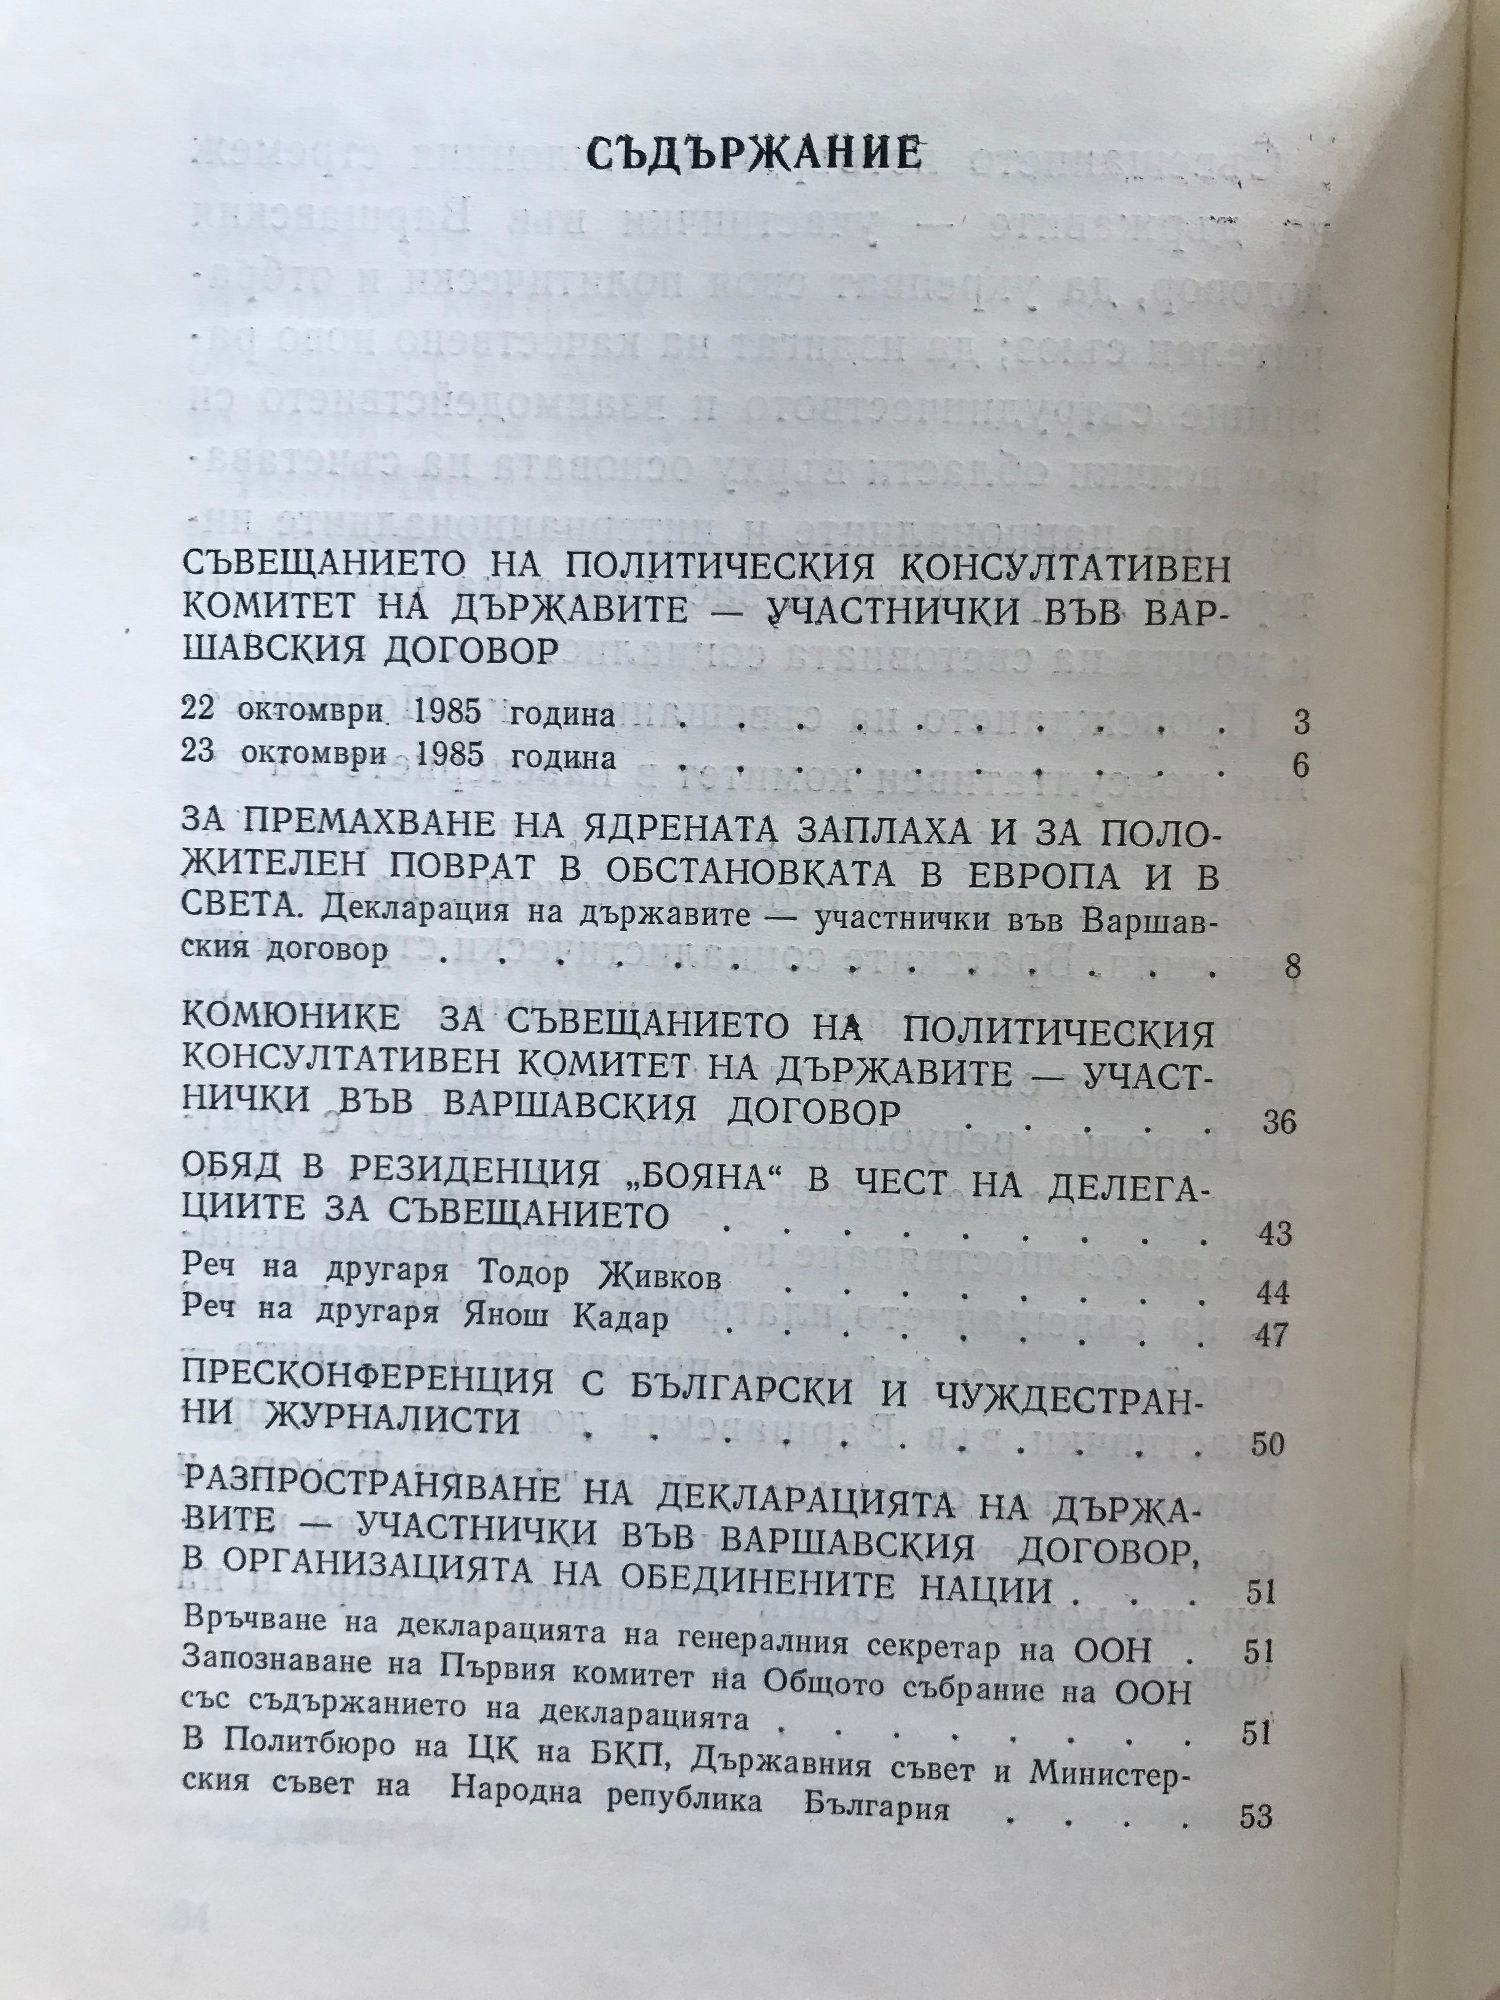 СЪДЪРЖАНИЕ
СЪВЕЩАНИЕТО НА ПОЛИТИЧЕСКИЯ КОНСУЛТАТИВЕН
КОМИТЕТ НА ДЪРЖАВИТЕ — УЧАСТНИЧКИ ВЪВ ВАР-
ШАВСКИЯ ДОГОВОР
22 октомври 1985 година . . . . . . . . . . 3
23 октомври 1985 година . . . . . . . . . . 6
ЗА ПРЕМАХВАНЕ НА ЯДРЕНАТА ЗАПЛАХА И ЗА ПОЛО-
ЖИТЕЛЕН ПОВРАТ В ОБСТАНОВКАТА В ЕВРОПА И В
СВЕТА. Декларация на държавите — участнички във Варшав-
ския договор . . . . . . . . . . . . . . 8
КОМЮНИКЕ ЗА СЪВЕЩАНИЕТО НА ПОЛИТИЧЕСКИЯ
КОНСУЛТАТИВЕН КОМИТЕТ НА ДЪРЖАВИТЕ — УЧАСТ-
НИЧКИ ВЪВ ВАРШАВСКИЯ ДОГОВОР . . . . . 36
ОБЯД В РЕЗИДЕНЦИЯ „БОЯНА“ В ЧЕСТ НА ДЕЛЕГА-
ЦИИТЕ ЗА СЪВЕЩАНИЕТО . . . . . . . . . 43
Реч на другаря Тодор Живков . . . . . . . . 44
Реч на другаря Янош Кадар . . . . . . . . . 47
ПРЕСКОНФЕРЕНЦИЯ С БЪЛГАРСКИ И ЧУЖДЕСТРАН-
НИ ЖУРНАЛИСТИ . . . . . . . . . . . 50
РАЗПРОСТРАНЯВАНЕ НА ДЕКЛАРАЦИЯТА НА ДЪРЖА-
ВИТЕ — УЧАСТНИЧКИ ВЪВ ВАРШАВСКИЯ ДОГОВОР,
В ОРГАНИЗАЦИЯТА НА ОБЕДИНЕНИТЕ НАЦИИ . . . 51
Връчване на декларацията на генералния секретар на ООН . 51
Запознаване на Първия комитет на Общото събрание на ООН
със съдържанието на декларацията . . . . . . . . 51
В Политбюро на ЦК на БКП, Държавния съвет и Министер-
ския съвет на Народна република България . . . . 53